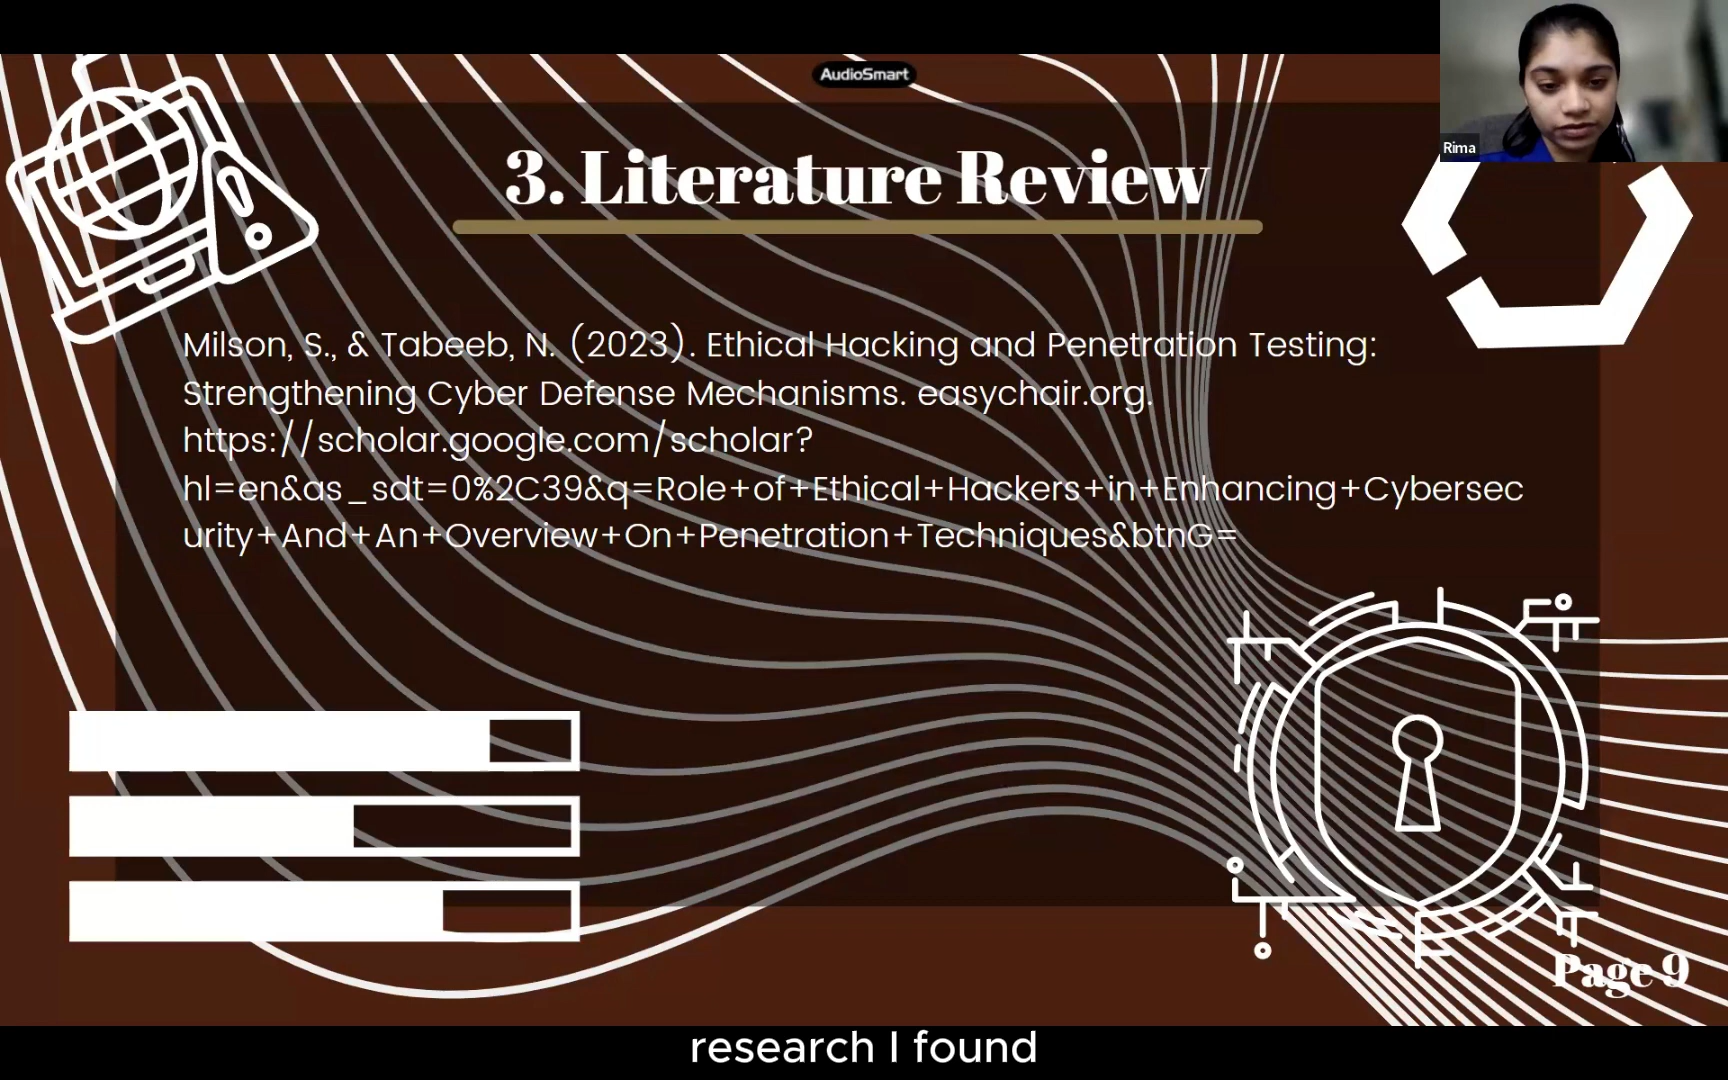 AudioSmart
Rima
3. Literature Review
Milson, S., & Tabeeb, N. (2023). Ethical Hacking and Penetration Testing:
Strengthening Cyber Defense Mechanisms. easychair.org.
https://scholar.google.com/scholar?
hl=en&as_sdt=0%2C39&q=Role+of+Ethical+Hackers+in+Enhancing+Cybersec
urity+And+An+Overview+On+Penetration+Techniques&btnG=
Page 9
research I found